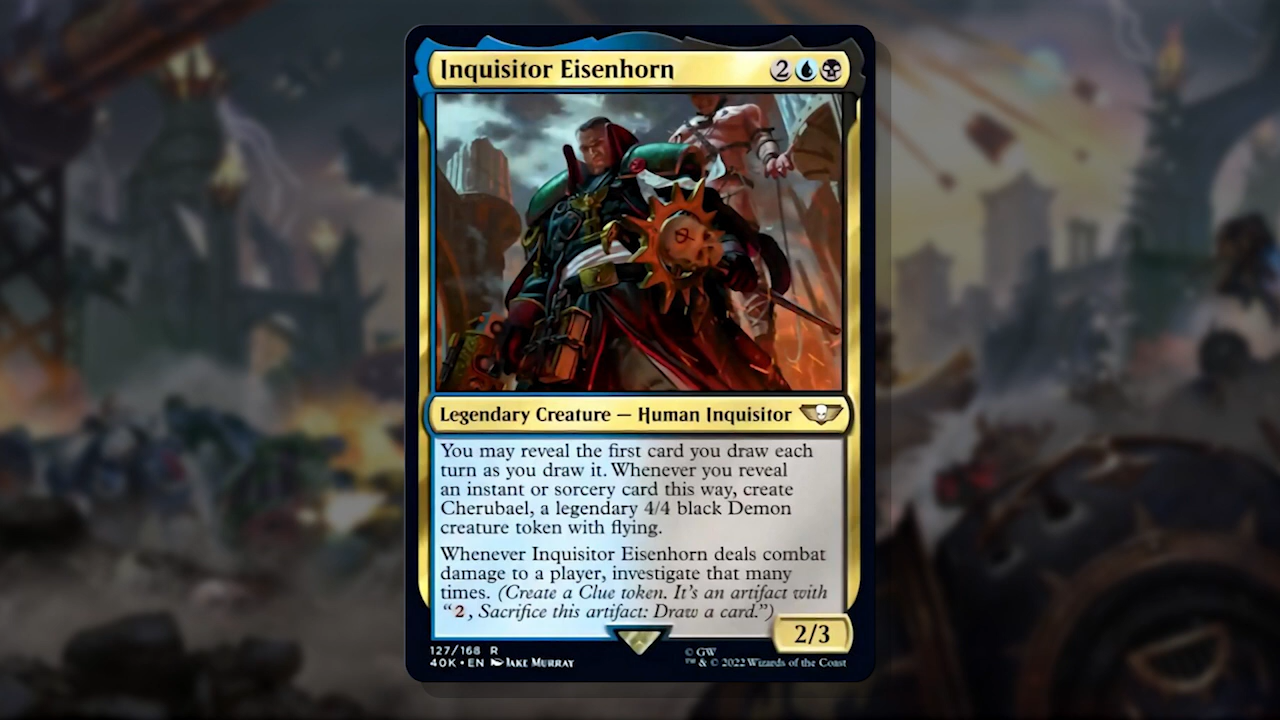 Inquisitor Eisenhorn 2
Legendary Creature — Human Inquisitor
You may reveal the first card you draw each
turn as you draw it. Whenever you reveal
an instant or sorcery card this way, create
Cherubael, a legendary 4/4 black Demon
creature token with flying.
Whenever Inquisitor Eisenhorn deals combat
damage to a player, investigate that many
times. (Create a Clue token. It's an artifact with
“2, Sacrifice this artifact: Draw a card.”)
2/3
127/168 R
40K • EN Jake Murray
© GW
™ & © 2022 Wizards of the Coast